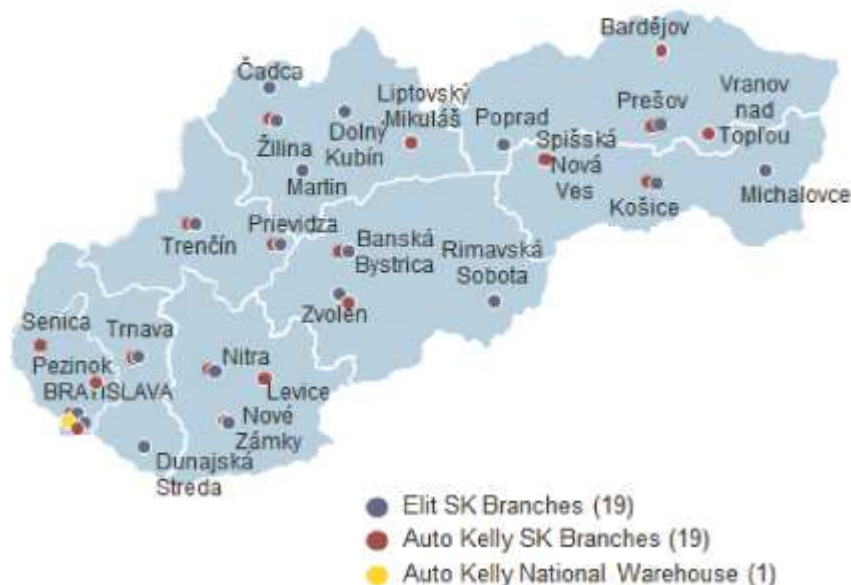 Bardějov
Čadca
Liptovský
Mikuláš
Vranov
nad
Topľou
Prešov
Dolný
Kubín
Poprad
Žilina
Spišská
Nová
Ves
Martin
Michalovce
Košice
Prievidza
Trenčín
Banská
Bystrica
Rimavská
Sobota
Zvolen
Senica
Trnava
Pezinok
Nitra
BRATISLAVA
Levice
Nové
Zámky
Dunajská
Streda
Elit SK Branches (19)
Auto Kelly SK Branches (19)
Auto Kelly National Warehouse (1)